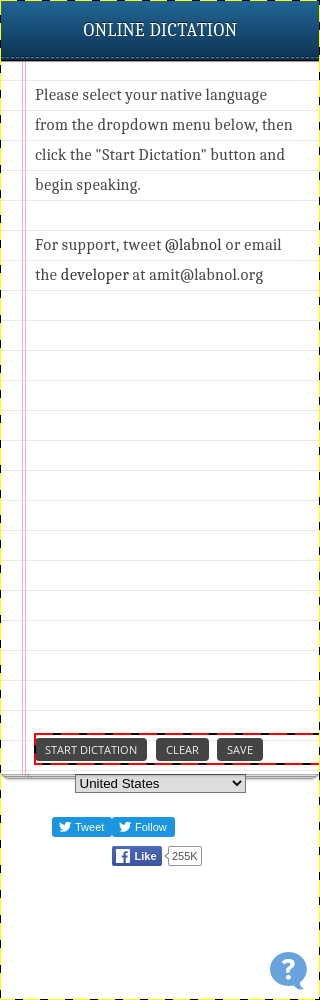 ONLINE DICTATION
Please select your native language
from the dropdown menu below, then
click the "Start Dictation" button and
begin speaking.
For support, tweet @labnol or email
the developer at amit@labnol.org
START DICTATION CLEAR SAVE
United States
Tweet Follow
Like 255K
?